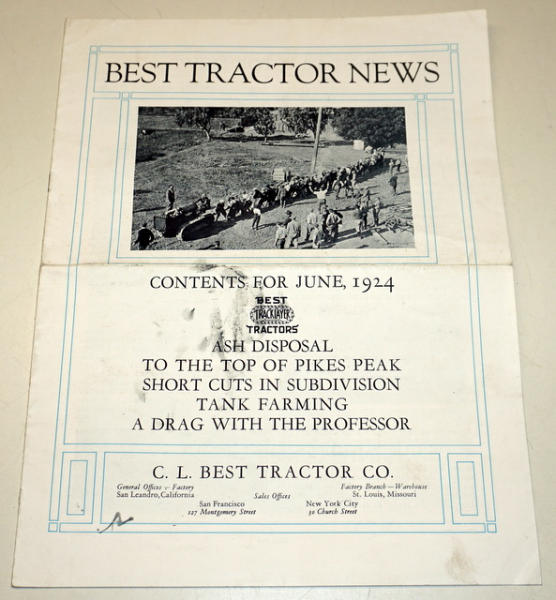 BEST TRACTOR NEWS
CONTENTS FOR JUNE, 1924
BEST
TRACKLAYER
TRACTORS
ASH DISPOSAL
TO THE TOP OF PIKES PEAK
SHORT CUTS IN SUBDIVISION
TANK FARMING
A DRAG WITH THE PROFESSOR
C. L. BEST TRACTOR CO.
General Offices - Factory
San Leandro, California
Sales Offices
Factory Branch - Warehouse
St. Louis, Missouri
San Francisco
127 Montgomery Street
New York City
30 Church Street